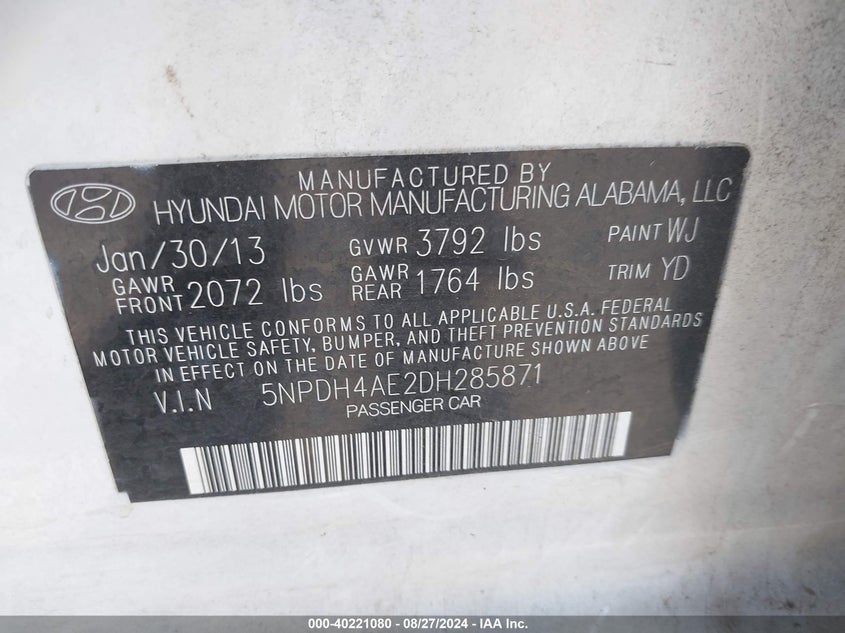 MANUFACTURED BY
HYUNDAI MOTOR MANUFACTURING ALABAMA, LLC
Jan/30/13 GVWR 3792 lbs PAINT WJ
GAWR FRONT 2072 lbs GAWR REAR 1764 lbs TRIM YD
THIS VEHICLE CONFORMS TO ALL APPLICABLE U.S.A. FEDERAL
MOTOR VEHICLE SAFETY, BUMPER, AND THEFT PREVENTION STANDARDS
IN EFFECT ON THE DATE OF MANUFACTURE SHOWN ABOVE
V.I.N 5NPDH4AE2DH285871
PASSENGER CAR
000-40221080 - 08/27/2024 - IAA Inc.